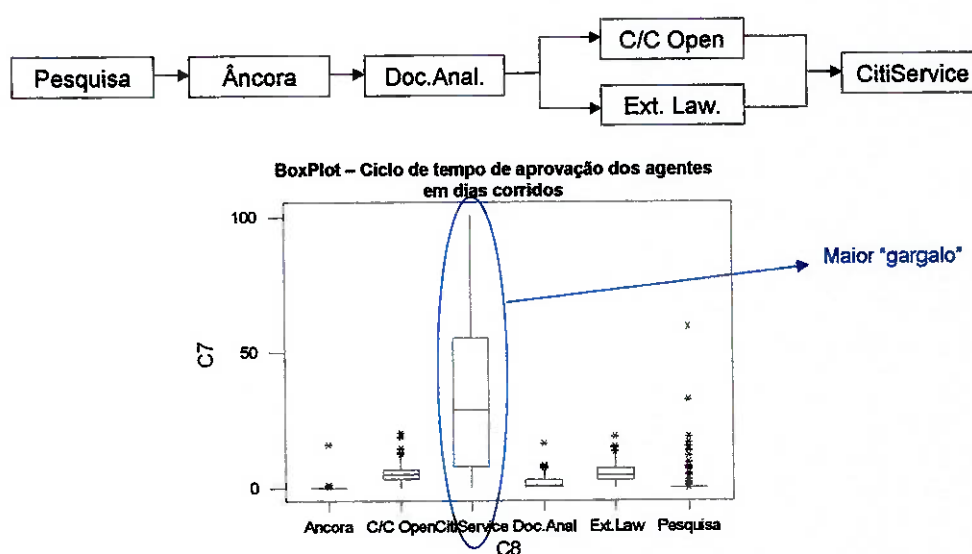 C/C Open
Pesquisa
Âncora
Doc.Anal.
CitiService
Ext. Law.
BoxPlot – Ciclo de tempo de aprovação dos agentes
em dias corridos
Maior "gargalo"
100
50
0
C7
Ancora C/C Open CitiService Doc.Anal Ext.Law Pesquisa
C8